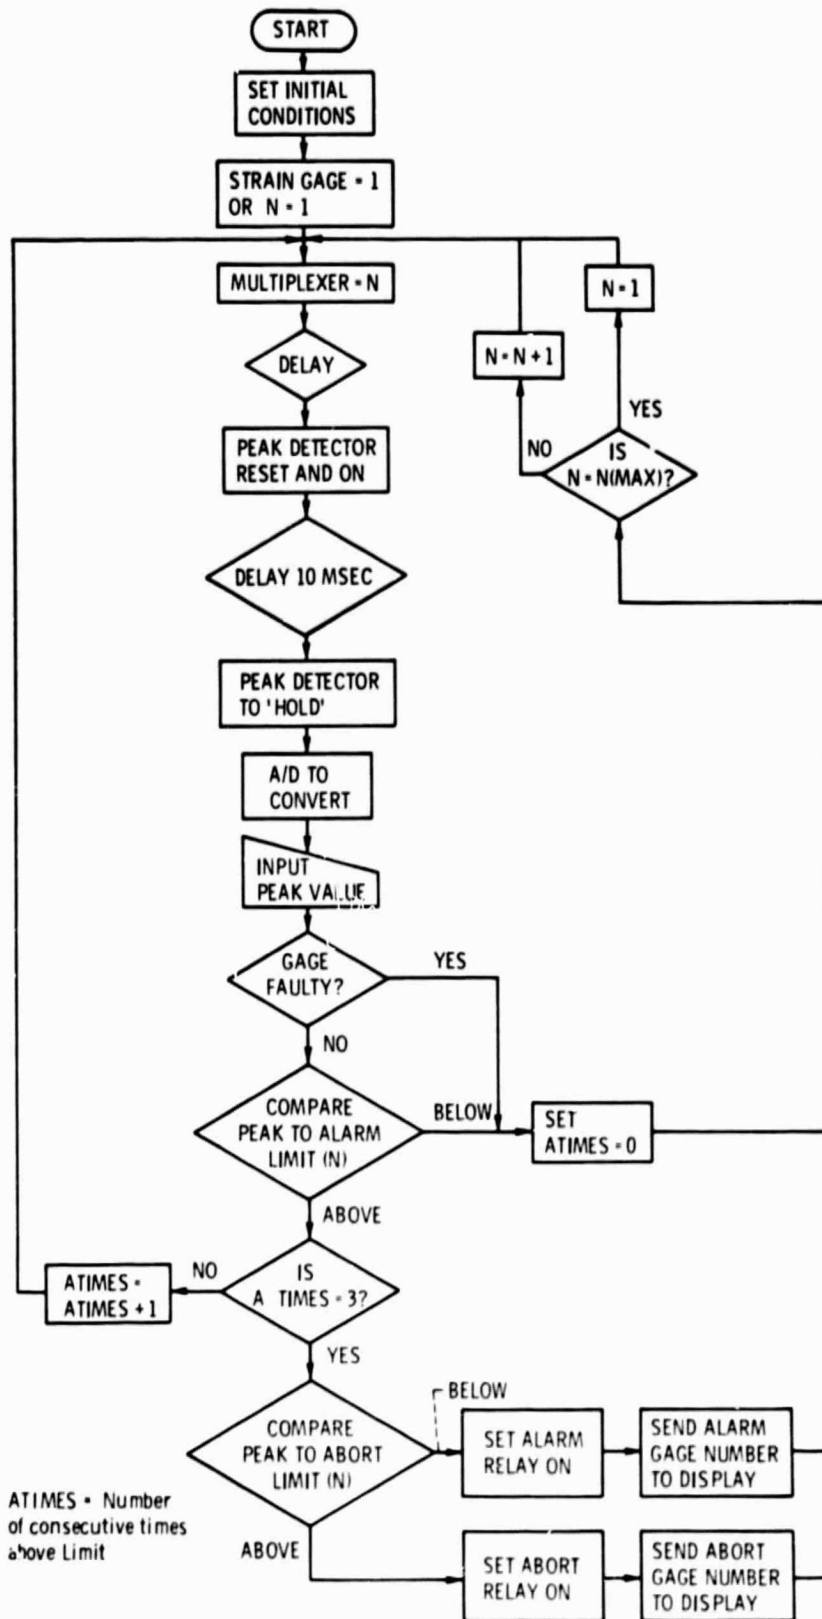 START
SET INITIAL
CONDITIONS
STRAIN GAGE = 1
OR N = 1
MULTIPLEXER = N
N = 1
DELAY
N = N + 1
YES
PEAK DETECTOR
RESET AND ON
NO
IS
N = N(MAX)?
DELAY 10 MSEC
PEAK DETECTOR
TO 'HOLD'
A/D TO
CONVERT
INPUT
PEAK VALUE
GAGE
FAULTY?
YES
NO
COMPARE
PEAK TO ALARM
LIMIT (N)
BELOW
SET
ATIMES = 0
ABOVE
ATIMES =
ATIMES + 1
NO
IS
A TIMES = 3?
YES
BELOW
COMPARE
PEAK TO ABORT
LIMIT (N)
SET ALARM
RELAY ON
SEND ALARM
GAGE NUMBER
TO DISPLAY
ATIMES = Number
of consecutive times
above Limit
ABOVE
SET ABORT
RELAY ON
SEND ABORT
GAGE NUMBER
TO DISPLAY